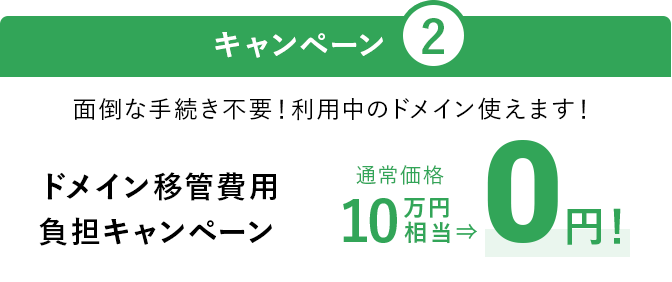 キャンペーン 2
面倒な手続き不要！利用中のドメイン使えます！
ドメイン移管費用
負担キャンペーン
通常価格
10万円相当⇒
0円！